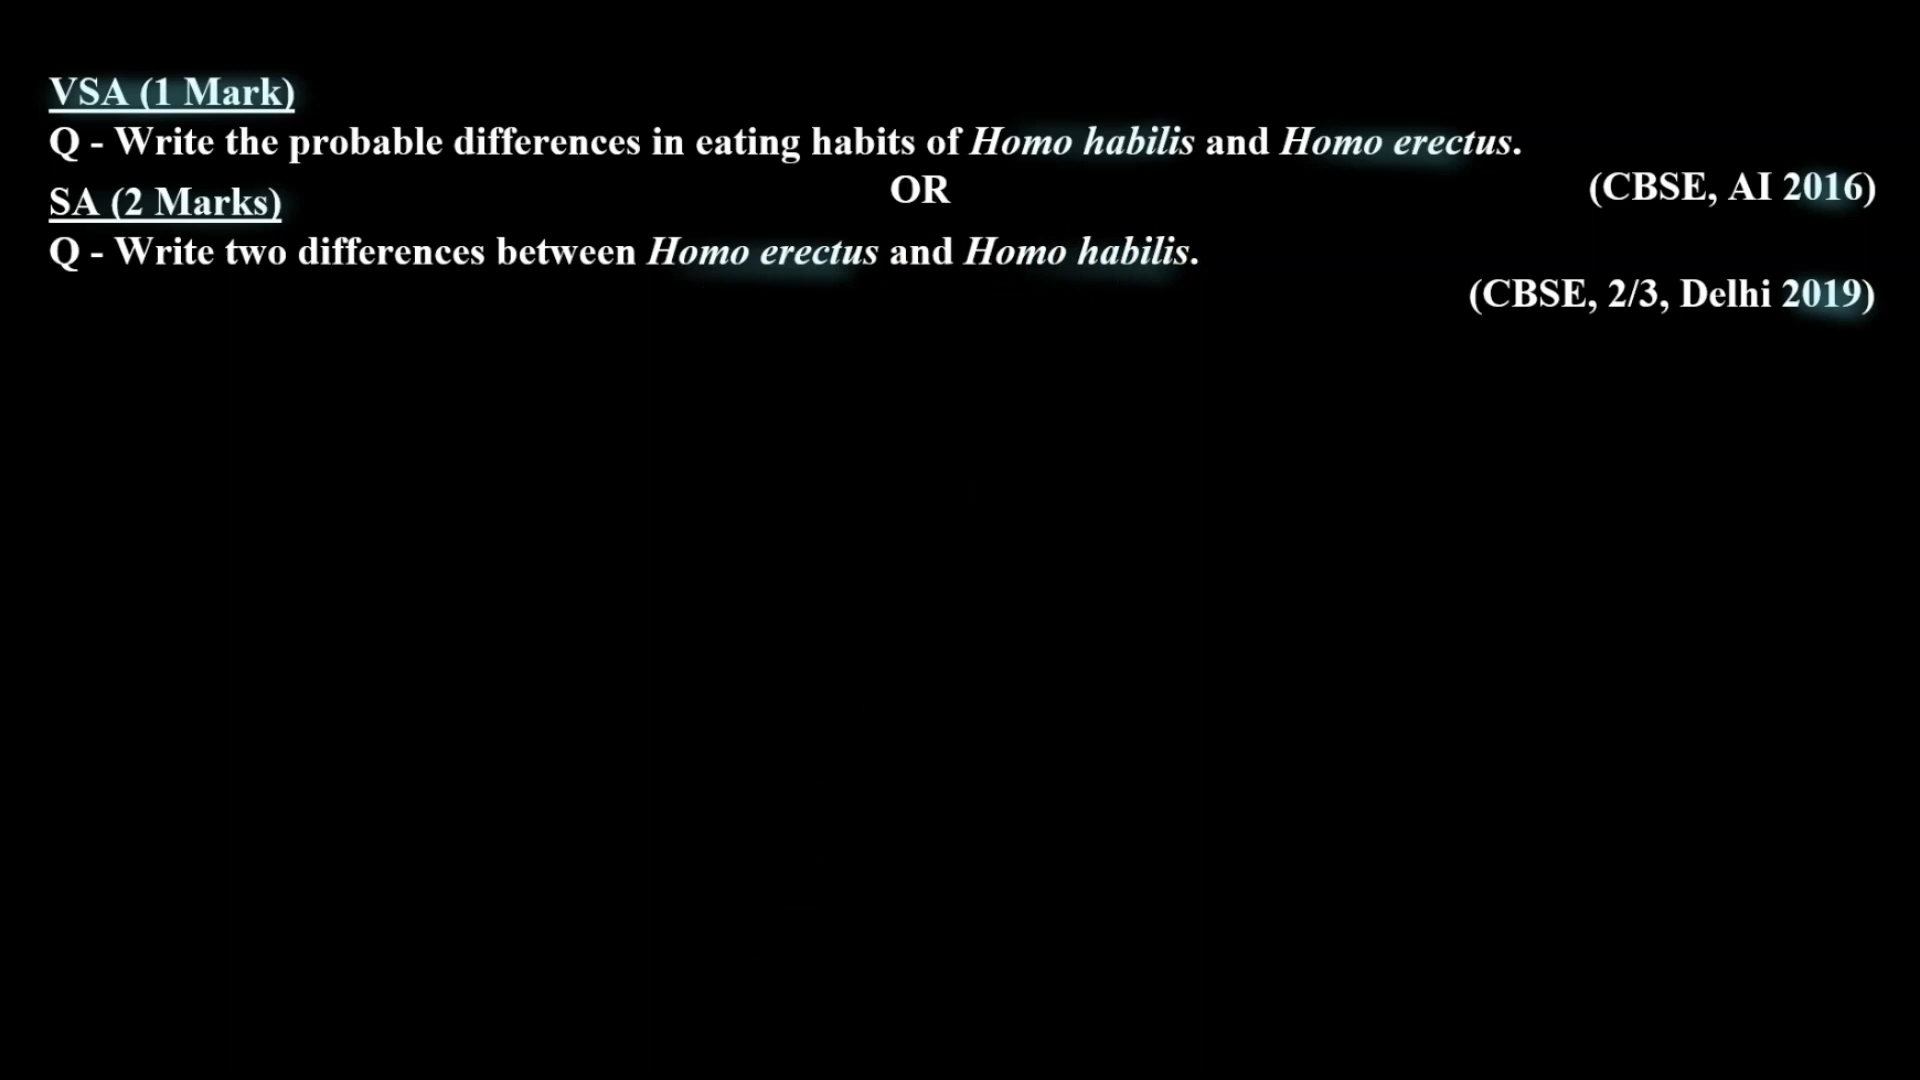 VSA (1 Mark)
Q - Write the probable differences in eating habits of Homo habilis and Homo erectus.
(CBSE, AI 2016)
OR
SA (2 Marks)
Q - Write two differences between Homo erectus and Homo habilis.
(CBSE, 2/3, Delhi 2019)